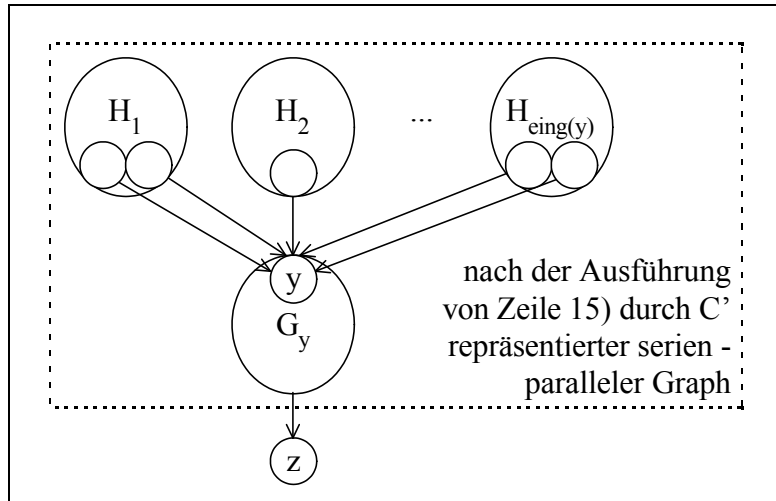 H1 H2 ... Heing(y)
y
Gy
nach der Ausführung
von Zeile 15) durch C’
repräsentierter serien -
paralleler Graph
z